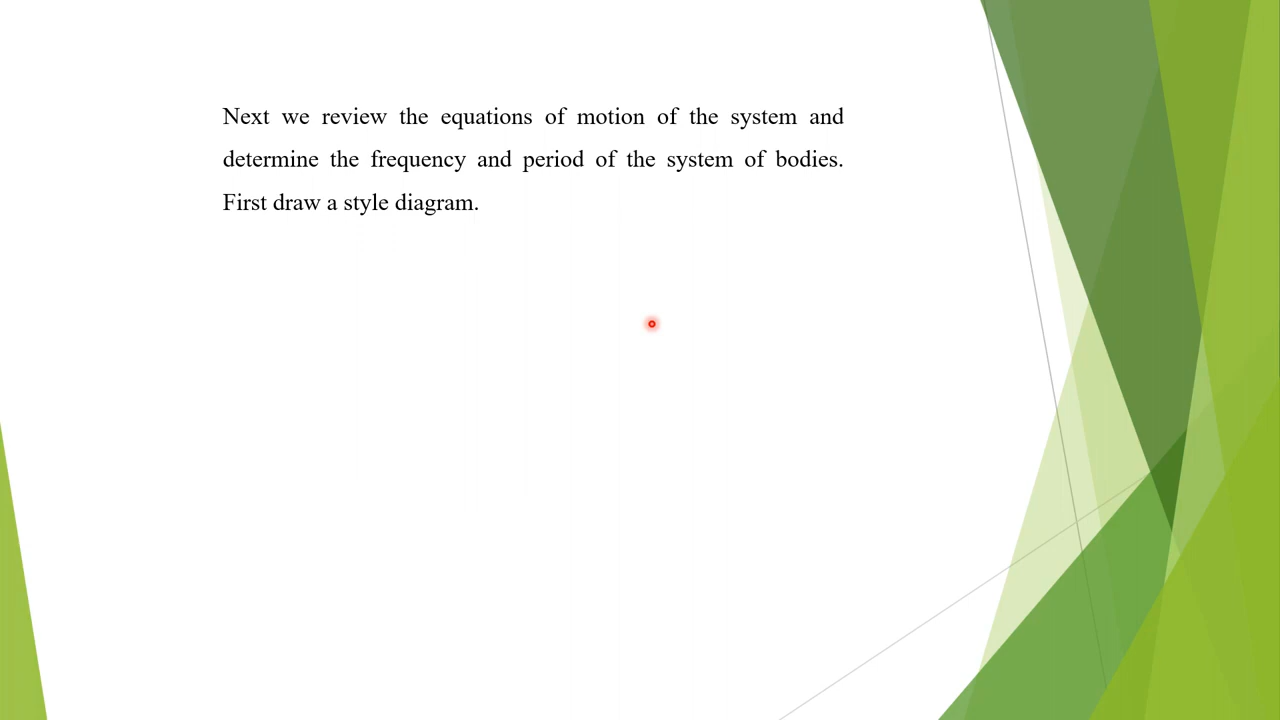 Next we review the equations of motion of the system and
determine the frequency and period of the system of bodies.
First draw a style diagram.